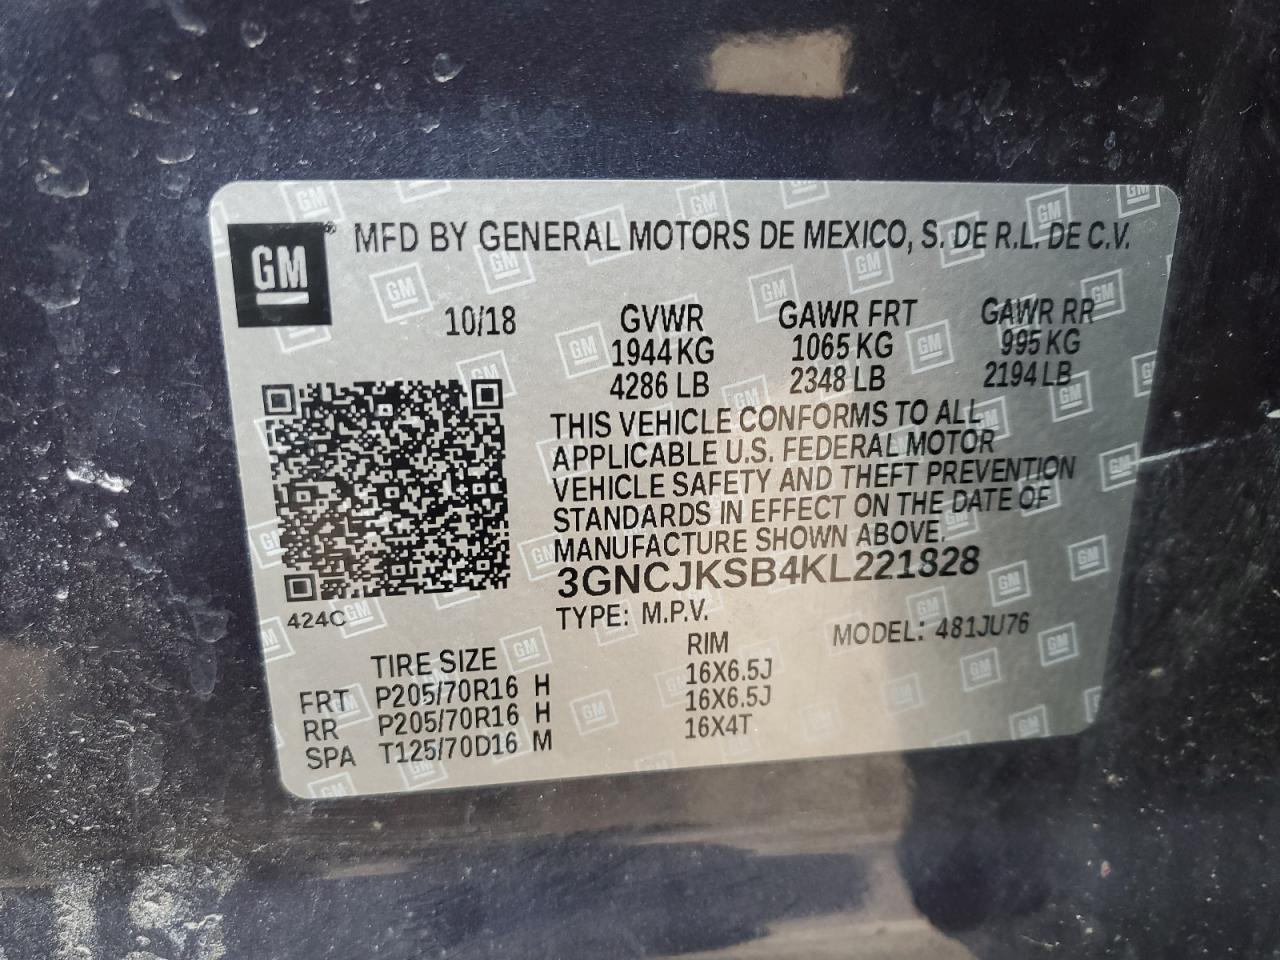 GM
MFD BY GENERAL MOTORS DE MEXICO, S. DE R.L. DE C.V.
10/18
GVWR GAWR FRT GAWR RR
1944 KG 1065 KG 995 KG
4286 LB 2348 LB 2194 LB
THIS VEHICLE CONFORMS TO ALL
APPLICABLE U.S. FEDERAL MOTOR
VEHICLE SAFETY AND THEFT PREVENTION
STANDARDS IN EFFECT ON THE DATE OF
MANUFACTURE SHOWN ABOVE.
3GNCJKSB4KL221828
424C
TYPE: M.P.V. MODEL: 481JU76
TIRE SIZE RIM
FRT P205/70R16 H 16X6.5J
RR P205/70R16 H 16X6.5J
SPA T125/70D16 M 16X4T